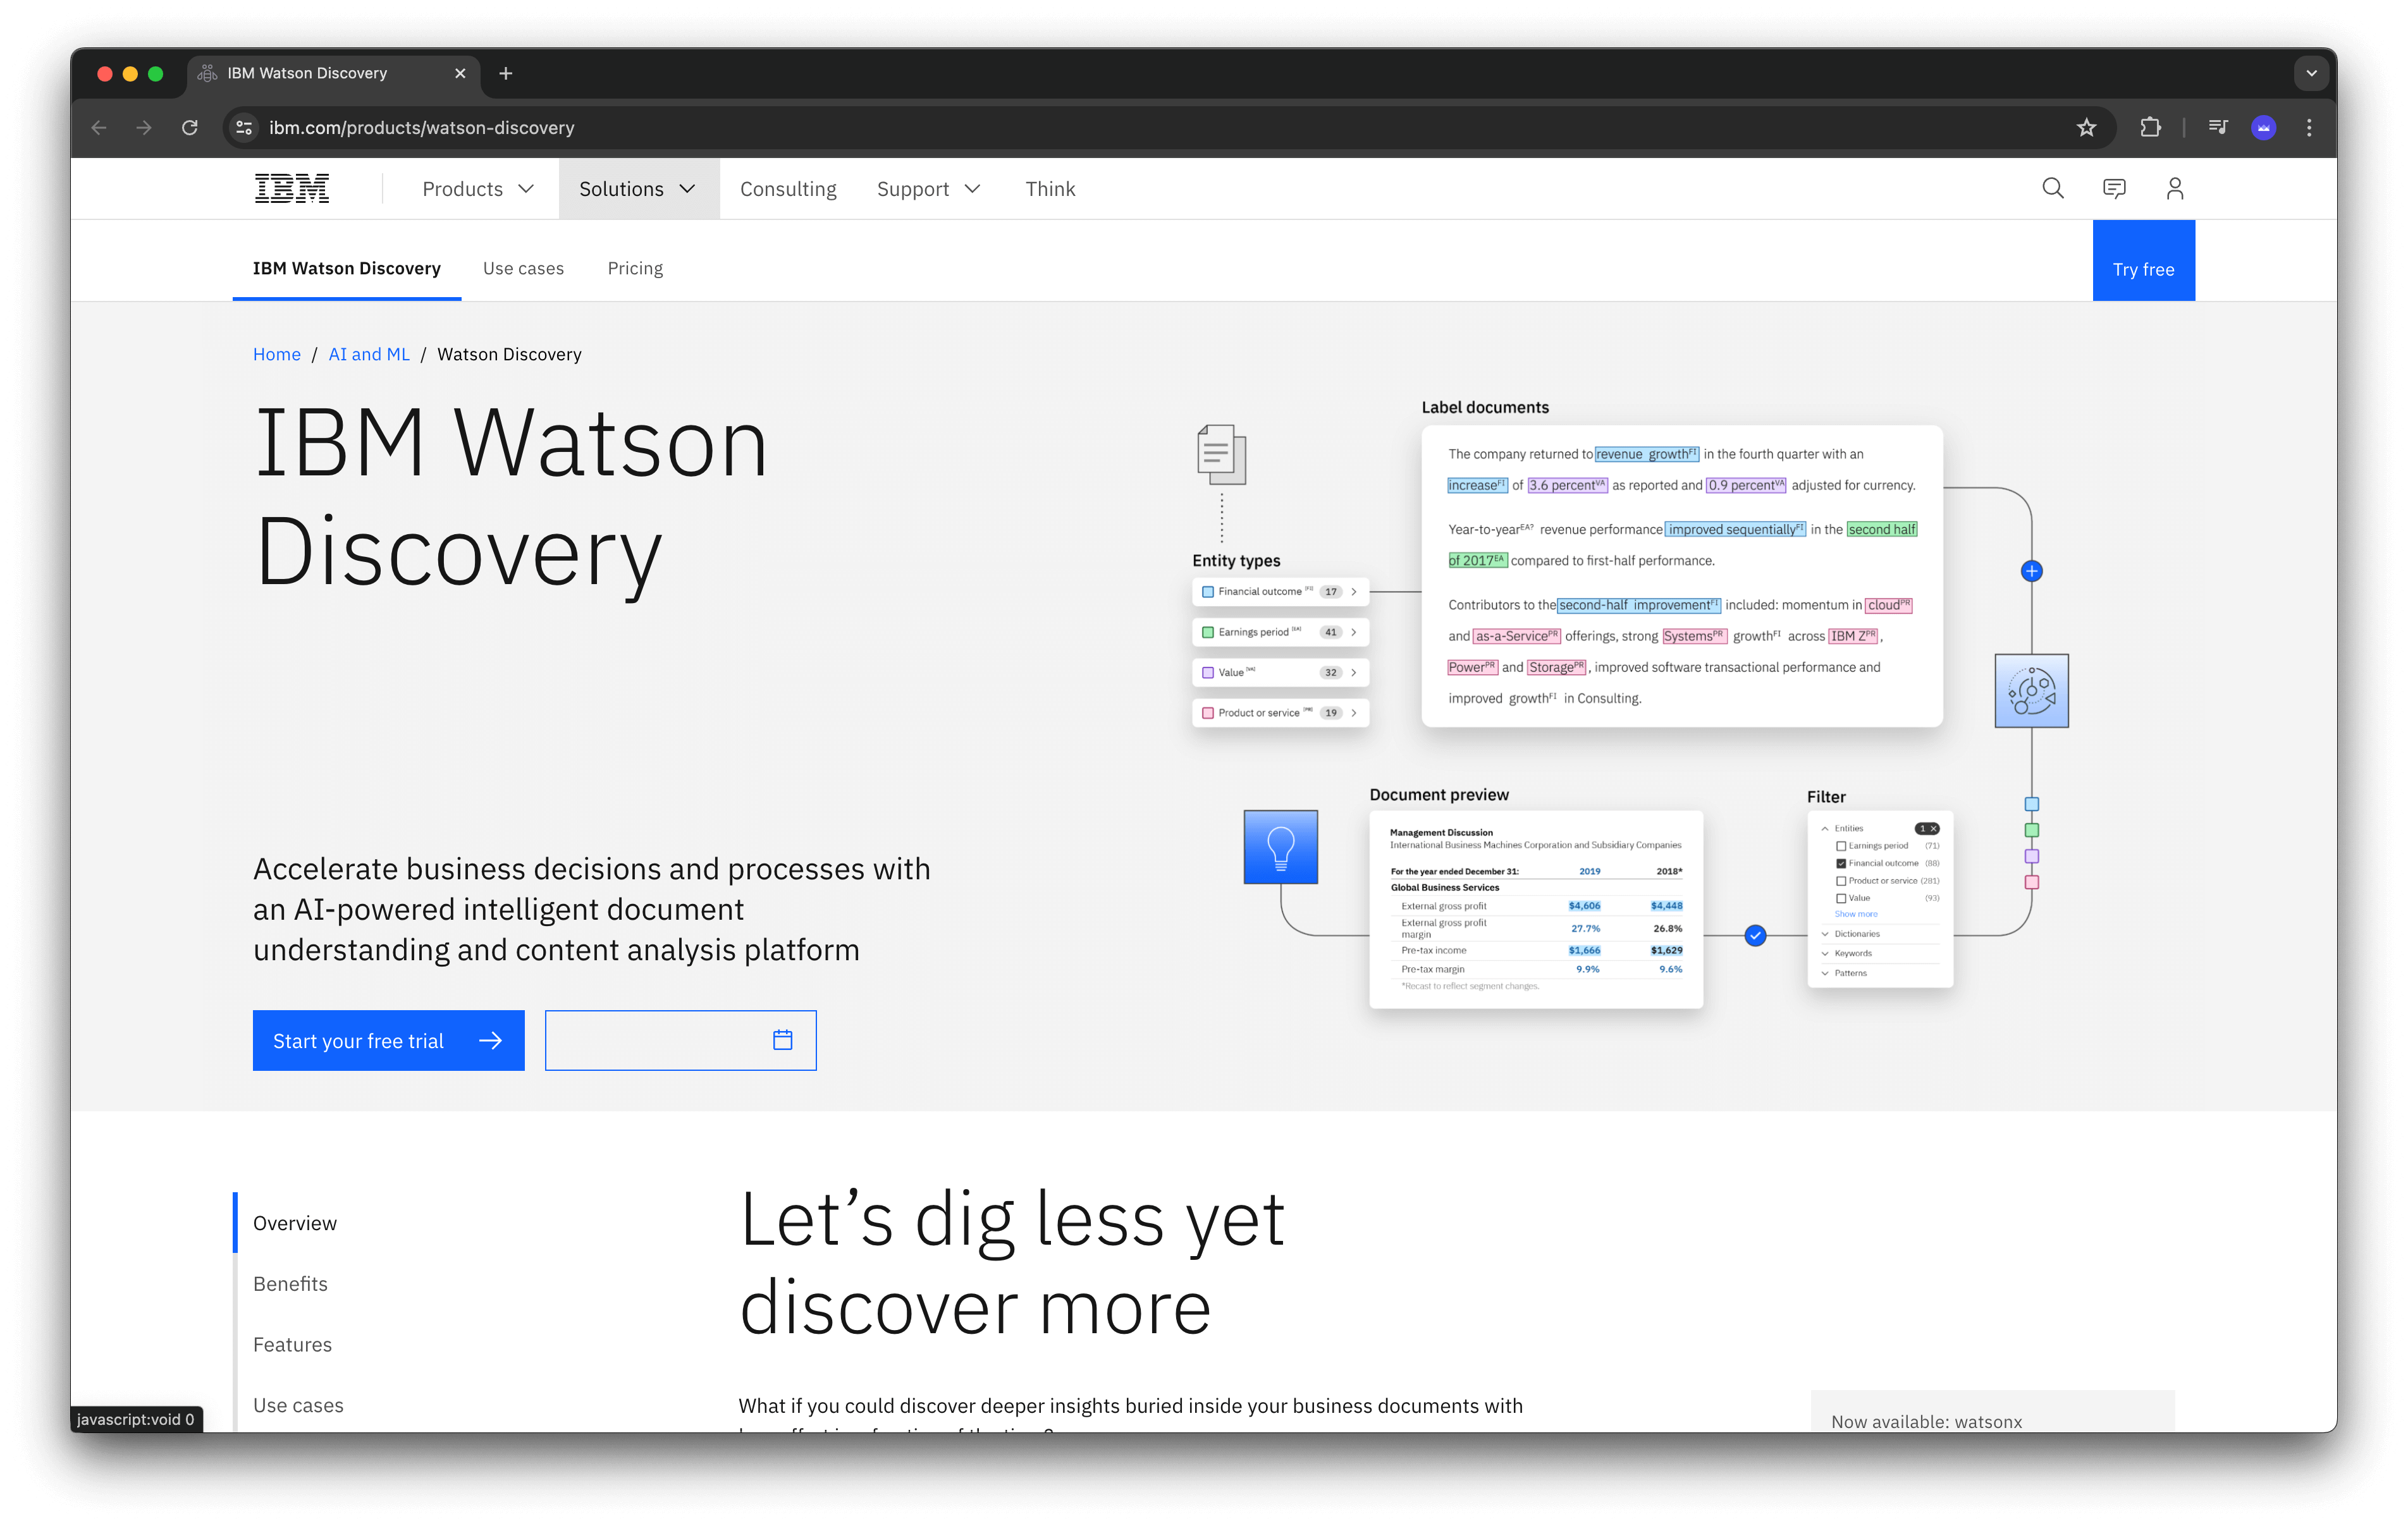 IBM Watson Discovery
ibm.com/products/watson-discovery
IBM
Products
Solutions
Consulting
Support
Think
IBM Watson Discovery
Use cases
Pricing
Try free
Home / AI and ML / Watson Discovery
IBM Watson
Discovery
Accelerate business decisions and processes with
an AI-powered intelligent document
understanding and content analysis platform
Start your free trial
Label documents
The company returned to revenue growth FI in the fourth quarter with an
increase FI of 3.6 percent VA as reported and 0.9 percent VA adjusted for currency.
Year-to-year EA? revenue performance improved sequentially FI in the second half
of 2017 EA compared to first-half performance.
Contributors to the second-half improvement FI included: momentum in cloud PR
and as-a-Service PR offerings, strong Systems PR growth FI across IBM Z PR ,
Power PR and Storage PR , improved software transactional performance and
improved growth FI in Consulting.
Entity types
Financial outcome [FI] 17
Earnings period [EA] 41
Value [VA] 32
Product or service [PR] 19
Document preview
Management Discussion
International Business Machines Corporation and Subsidiary Companies
For the year ended December 31: 2019 2018*
Global Business Services
External gross profit $4,606 $4,448
External gross profit
margin 27.7% 26.8%
Pre-tax income $1,666 $1,629
Pre-tax margin 9.9% 9.6%
*Recast to reflect segment changes.
Filter
Entities 1 ×
Earnings period (71)
Financial outcome (88)
Product or service (281)
Value (93)
Show more
Dictionaries
Keywords
Patterns
Overview
Benefits
Features
Use cases
Let’s dig less yet
discover more
What if you could discover deeper insights buried inside your business documents with
Now available: watsonx
javascript:void 0